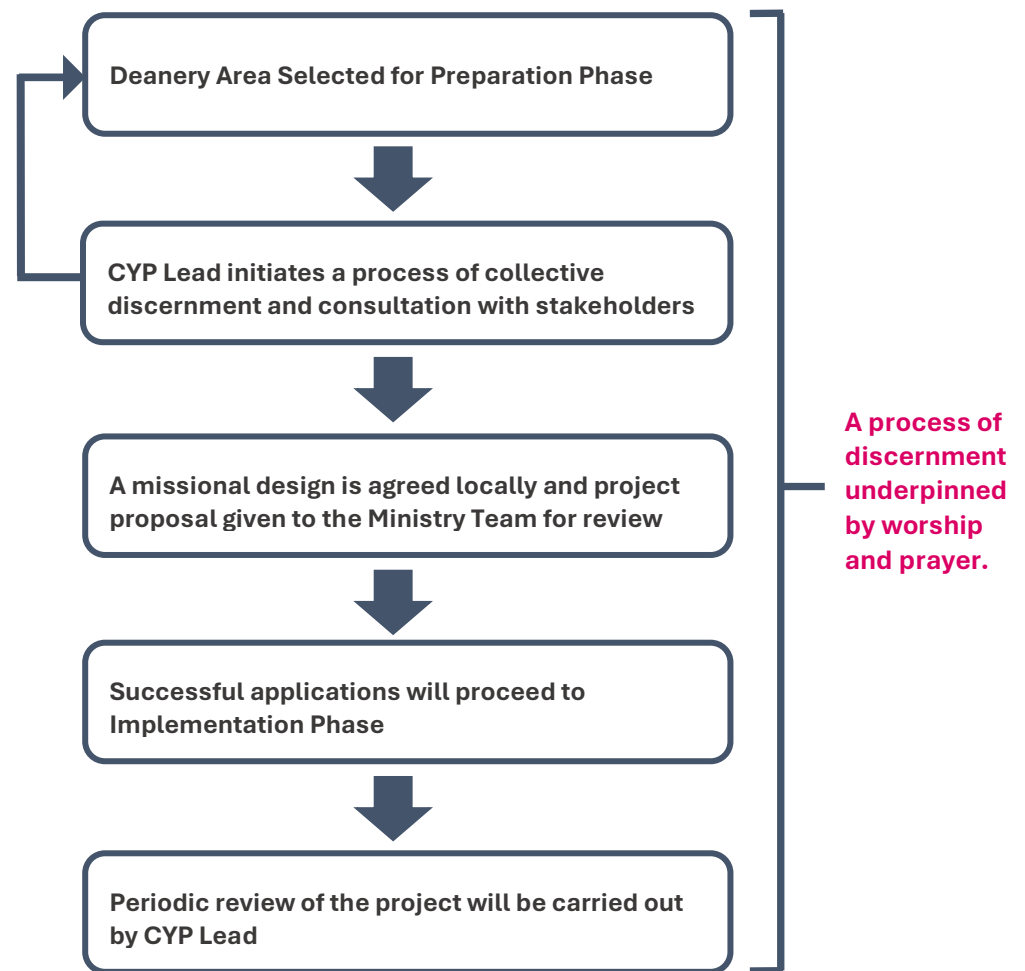 Deanery Area Selected for Preparation Phase
CYP Lead initiates a process of collective
discernment and consultation with stakeholders
A missional design is agreed locally and project
proposal given to the Ministry Team for review
Successful applications will proceed to
Implementation Phase
Periodic review of the project will be carried out
by CYP Lead
A process of
discernment
underpinned
by worship
and prayer.